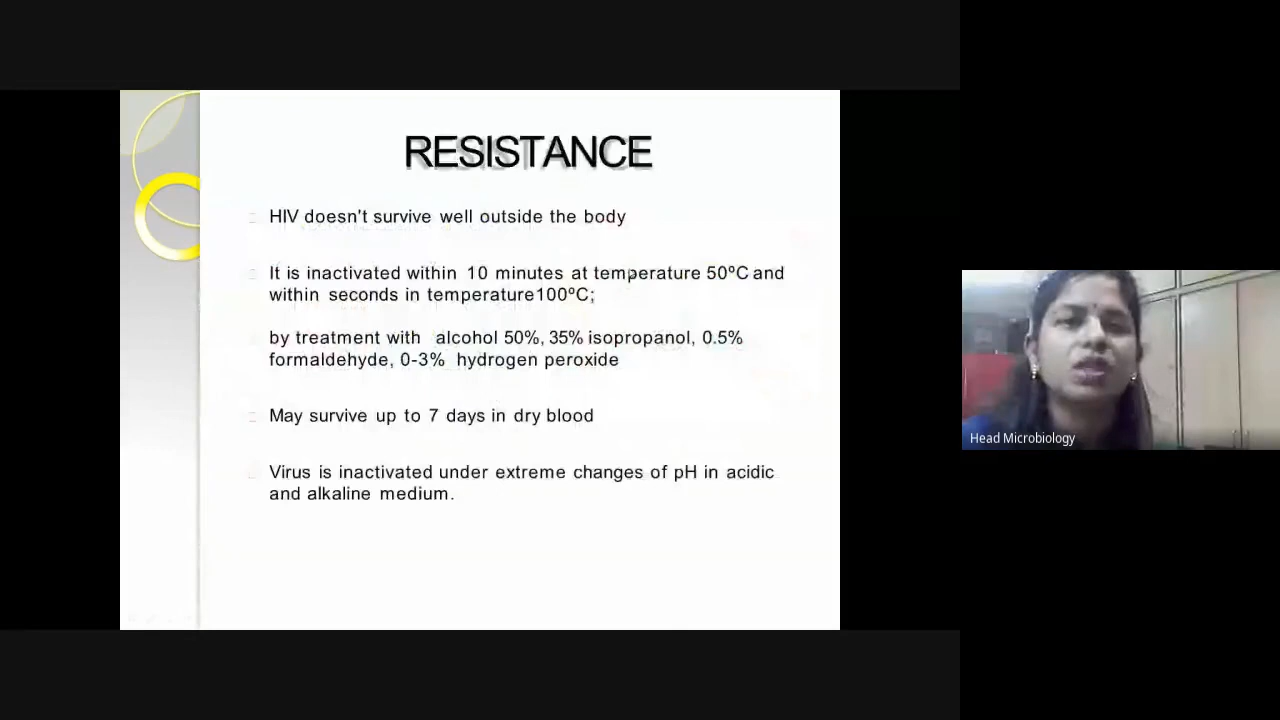 RESISTANCE
HIV doesn't survive well outside the body
It is inactivated within 10 minutes at temperature 50ºC and
within seconds in temperature100ºC;
by treatment with alcohol 50%, 35% isopropanol, 0.5%
formaldehyde, 0-3% hydrogen peroxide
May survive up to 7 days in dry blood
Virus is inactivated under extreme changes of pH in acidic
and alkaline medium.
Head Microbiology